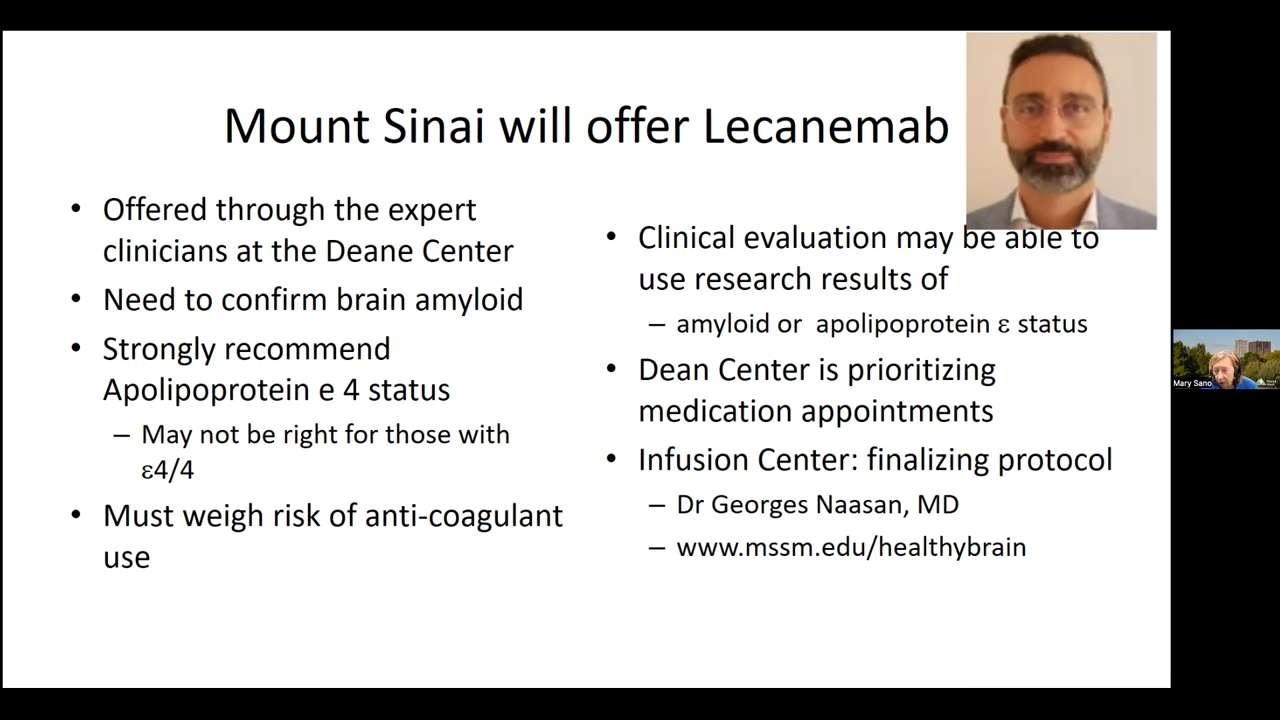 Mount Sinai will offer Lecanemab
• Offered through the expert
clinicians at the Deane Center
• Need to confirm brain amyloid
• Strongly recommend
Apolipoprotein e 4 status
– May not be right for those with
ε4/4
• Must weigh risk of anti-coagulant
use
• Clinical evaluation may be able to
use research results of
– amyloid or apolipoprotein ε status
• Dean Center is prioritizing
medication appointments
• Infusion Center: finalizing protocol
– Dr Georges Naasan, MD
– www.mssm.edu/healthybrain
Mary Sano